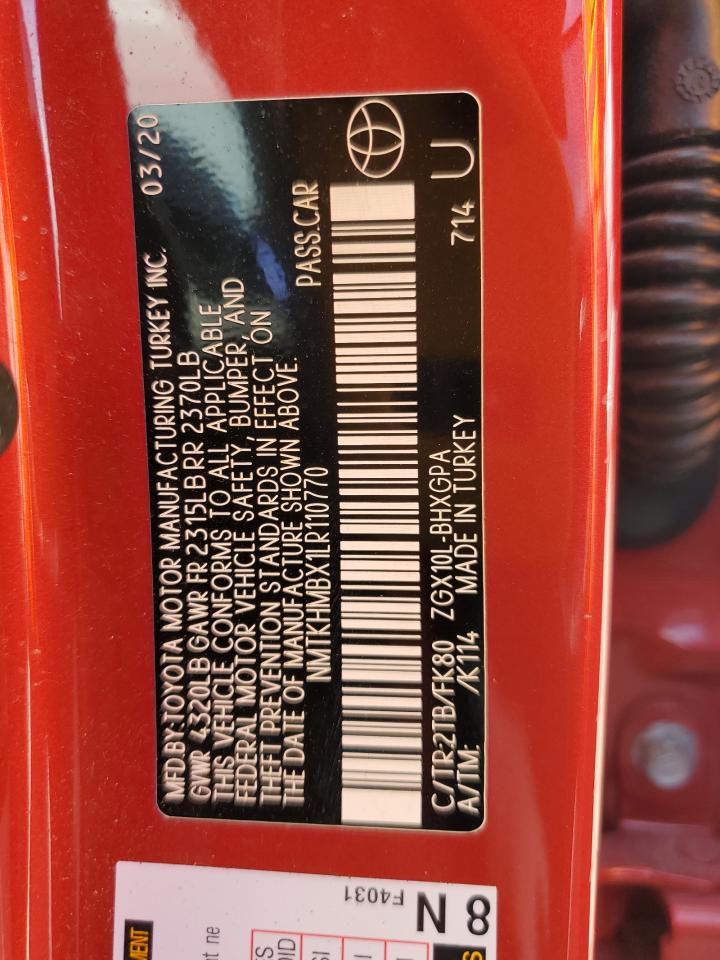 MFD BY: TOYOTA MOTOR MANUFACTURING TURKEY INC. 03/20
GVWR 4320LB GAWR FR 2315LB RR 2370LB
THIS VEHICLE CONFORMS TO ALL APPLICABLE
FEDERAL MOTOR VEHICLE SAFETY, BUMPER, AND
THEFT PREVENTION STANDARDS IN EFFECT ON
THE DATE OF MANUFACTURE SHOWN ABOVE.
NMTKHMBX1LR110770 PASS.CAR
C/TR:2TB/FK80 ZGX10L-BHXGPA
A/TM: /K114 MADE IN TURKEY 714 U
F4031
8 N